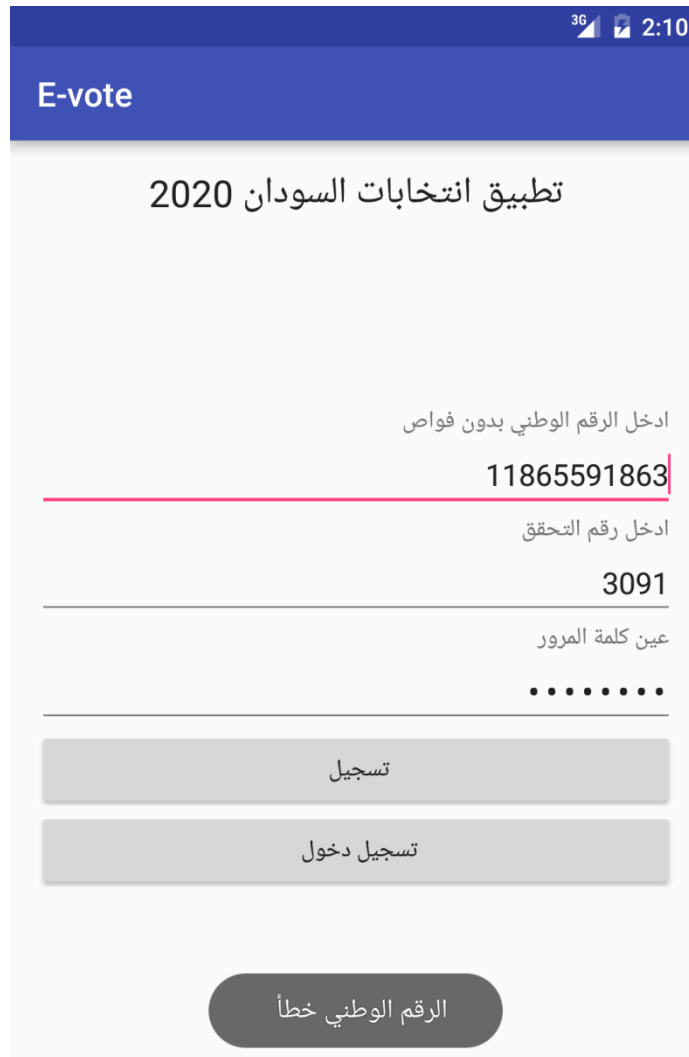 3G 2:10
E-vote
تطبيق انتخابات السودان 2020
ادخل الرقم الوطني بدون فواص
11865591863
ادخل رقم التحقق
3091
عين كلمة المرور
••••••••
تسجيل
تسجيل دخول
الرقم الوطني خطأ